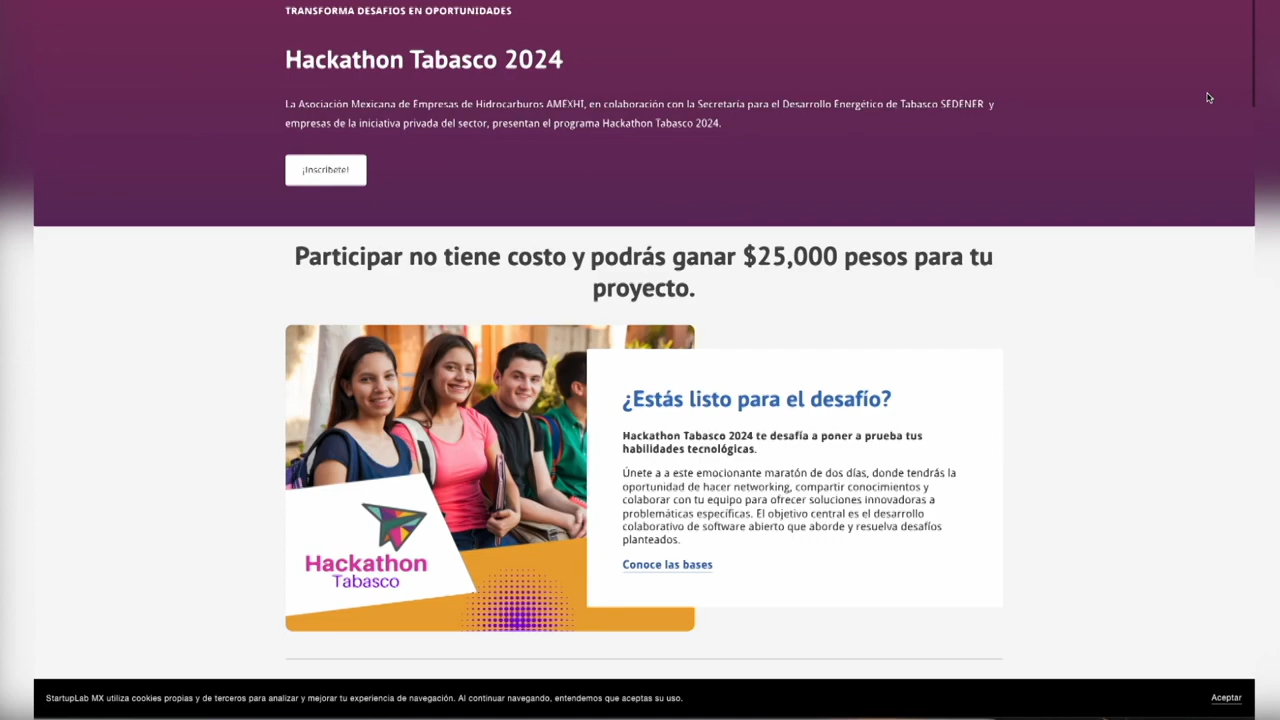 TRANSFORMA DESAFIOS EN OPORTUNIDADES
Hackathon Tabasco 2024
La Asociación Mexicana de Empresas de Hidrocarburos AMEXHI, en colaboración con la Secretaría para el Desarrollo Energético de Tabasco SEDENER y
empresas de la iniciativa privada del sector, presentan el programa Hackathon Tabasco 2024.
¡Inscríbete!
Participar no tiene costo y podrás ganar $25,000 pesos para tu
proyecto.
¿Estás listo para el desafío?
Hackathon Tabasco 2024 te desafía a poner a prueba tus
habilidades tecnológicas.
Únete a a este emocionante maratón de dos días, donde tendrás la
oportunidad de hacer networking, compartir conocimientos y
colaborar con tu equipo para ofrecer soluciones innovadoras a
problemáticas específicas. El objetivo central es el desarrollo
colaborativo de software abierto que aborde y resuelva desafíos
planteados.
Conoce las bases
Hackathon
Tabasco
StartupLab MX utiliza cookies propias y de terceros para analizar y mejorar tu experiencia de navegación. Al continuar navegando, entendemos que aceptas su uso.
Aceptar